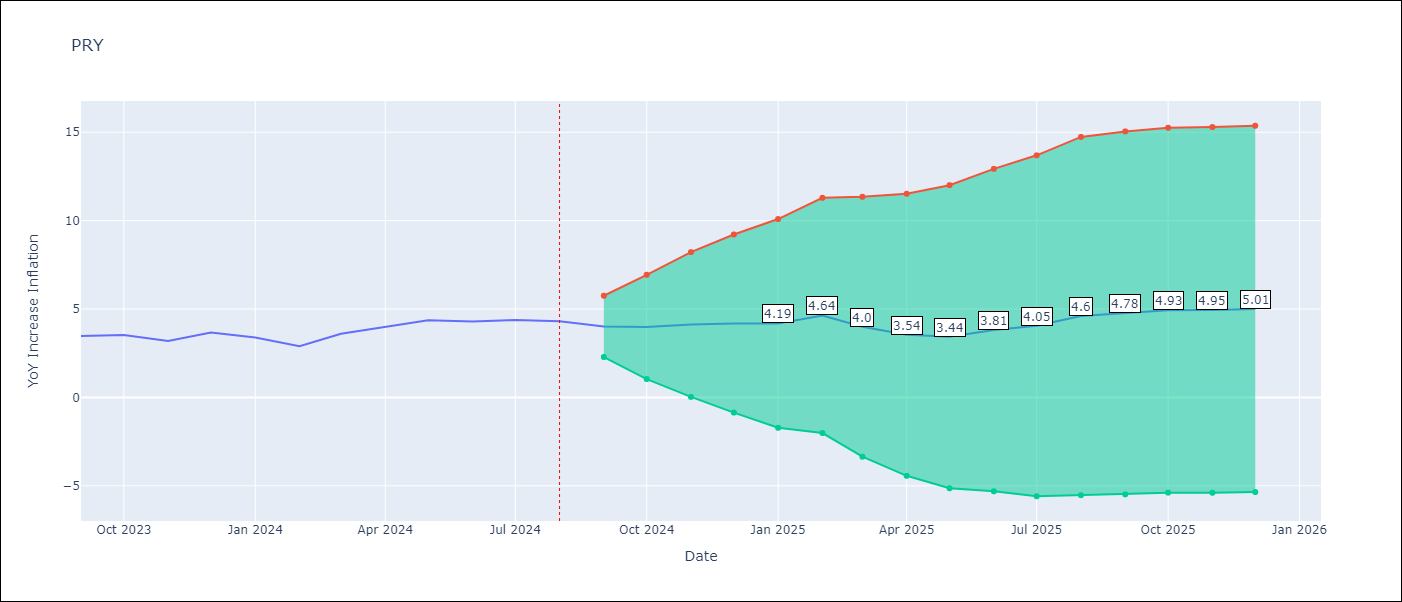 PRY
YoY Increase Inflation
15
10
5
0
−5
4.19
4.64
4.0
3.54
3.44
3.81
4.05
4.6
4.78
4.93
4.95
5.01
Oct 2023
Jan 2024
Apr 2024
Jul 2024
Oct 2024
Jan 2025
Apr 2025
Jul 2025
Oct 2025
Jan 2026
Date